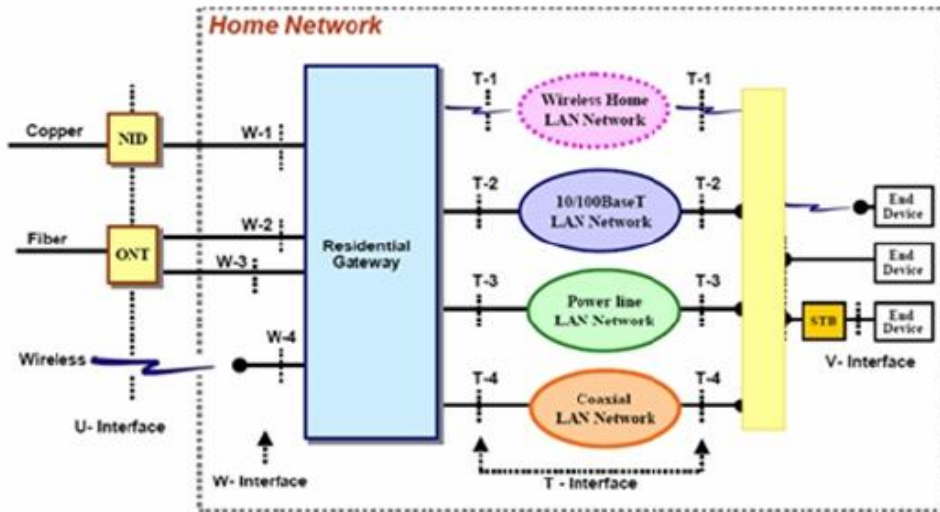 Home Network
T-1
T-1
Wireless Home
LAN Network
Copper
NID
W-1
T-2
T-2
10/100BaseT
LAN Network
End
Device
Fiber
ONT
W-2
W-3
Residential
Gateway
End
Device
T-3
T-3
Power line
LAN Network
STB
End
Device
Wireless
W-4
V- Interface
T-4
T-4
Coaxial
LAN Network
U- Interface
W- Interface
T - Interface